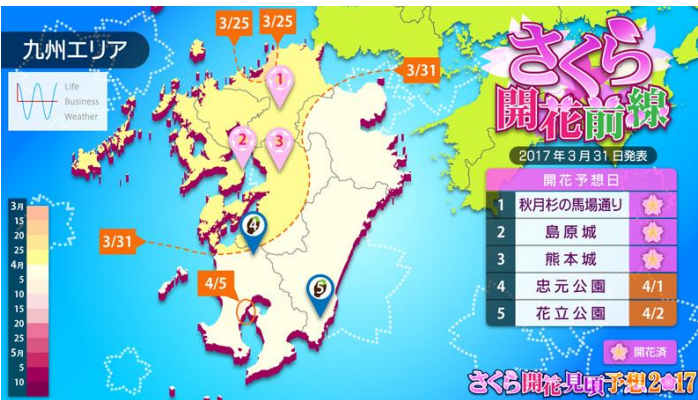 九州エリア
Life
Business
Weather
3/25
3/25
3/31
3/31
4/5
1
2
3
4
5
3月
15
20
25
4月
5
10
15
20
25
5月
5
10
さくら
開花前線
2017年3月31日発表
開花予想日
1 秋月杉の馬場通り
2 島原城
3 熊本城
4 忠元公園 4/1
5 花立公園 4/2
開花済
さくら開花・見頃予想2017